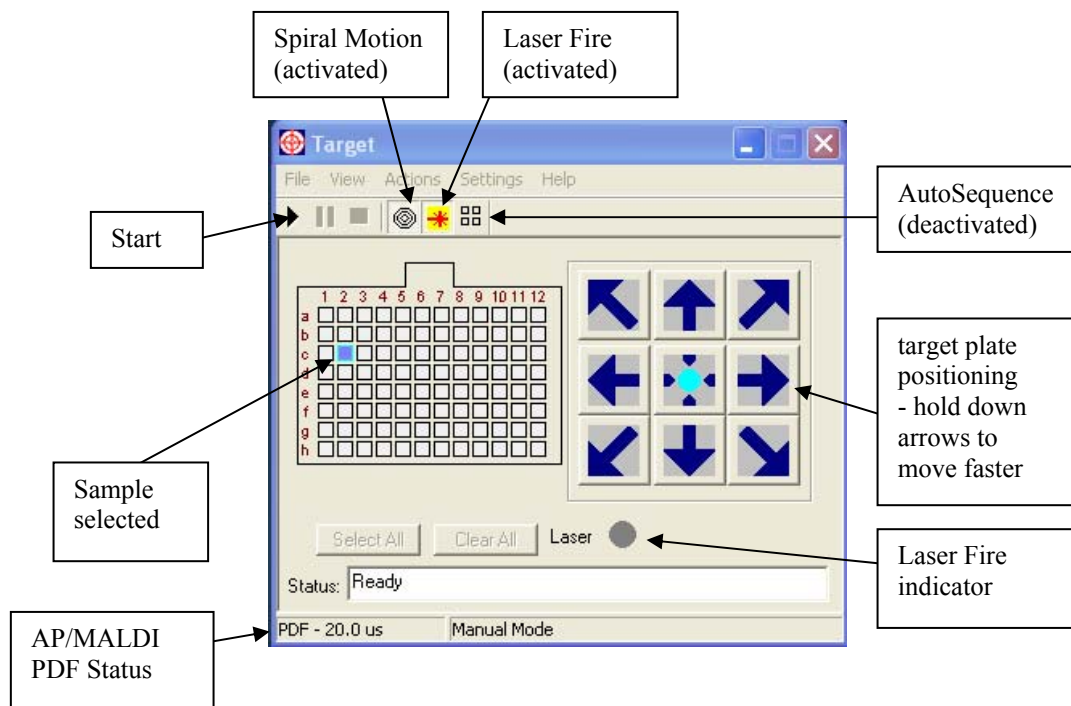 Spiral Motion
(activated)
Laser Fire
(activated)
Target
File View Actions Settings Help
AutoSequence
(deactivated)
Start
1 2 3 4 5 6 7 8 9 10 11 12
a
b
c
d
e
f
g
h
target plate
positioning
- hold down
arrows to
move faster
Sample
selected
Select All Clear All Laser
Laser Fire
indicator
Status: Ready
PDF - 20.0 us Manual Mode
AP/MALDI
PDF Status